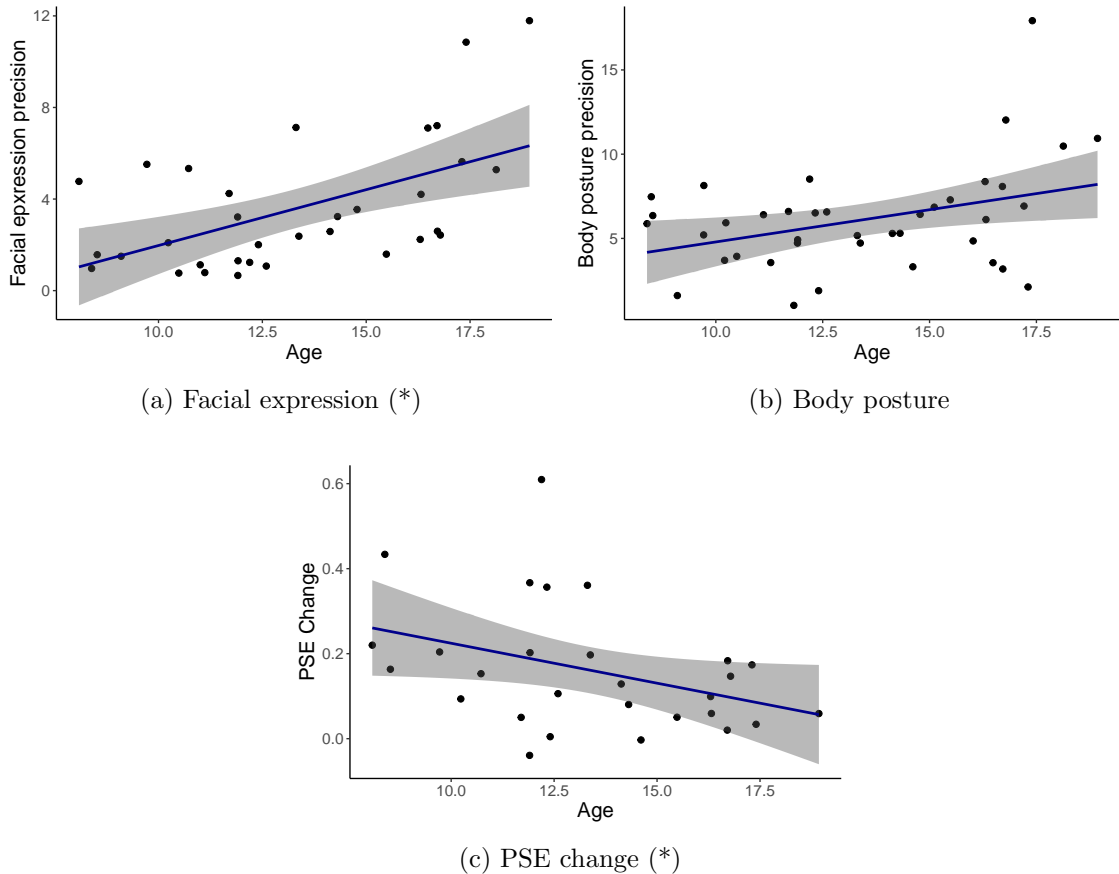 12
8
4
0
Facial epxression precision
10.0 12.5 15.0 17.5
Age
(a) Facial expression (*)
15
10
5
Body posture precision
10.0 12.5 15.0 17.5
Age
(b) Body posture
0.6
0.4
0.2
0.0
PSE Change
10.0 12.5 15.0 17.5
Age
(c) PSE change (*)